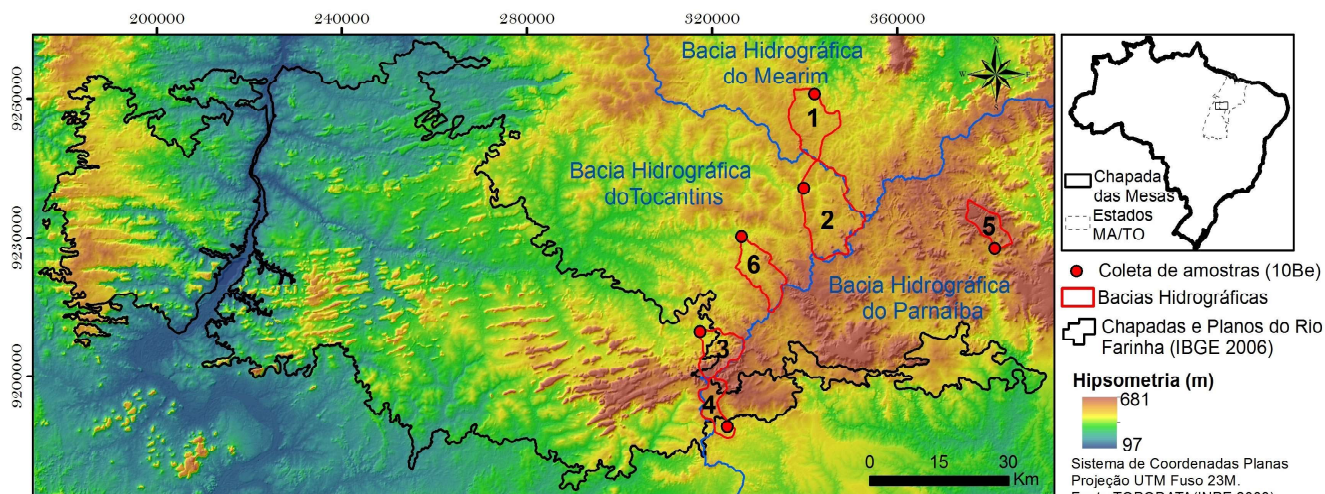 200000 240000 280000 320000 360000
9260000
9230000
9200000
Bacia Hidrográfica
do Mearim
Bacia Hidrográfica
doTocantins
Bacia Hidrográfica
do Parnaiba
1
2
5
6
3
4
0 15 30
Km
N
Chapada
das Mesas
Estados
MA/TO
Coleta de amostras (10Be)
Bacias Hidrográficas
Chapadas e Planos do Rio
Farinha (IBGE 2006)
Hipsometria (m)
681
97
Sistema de Coordenadas Planas
Projeção UTM Fuso 23M.